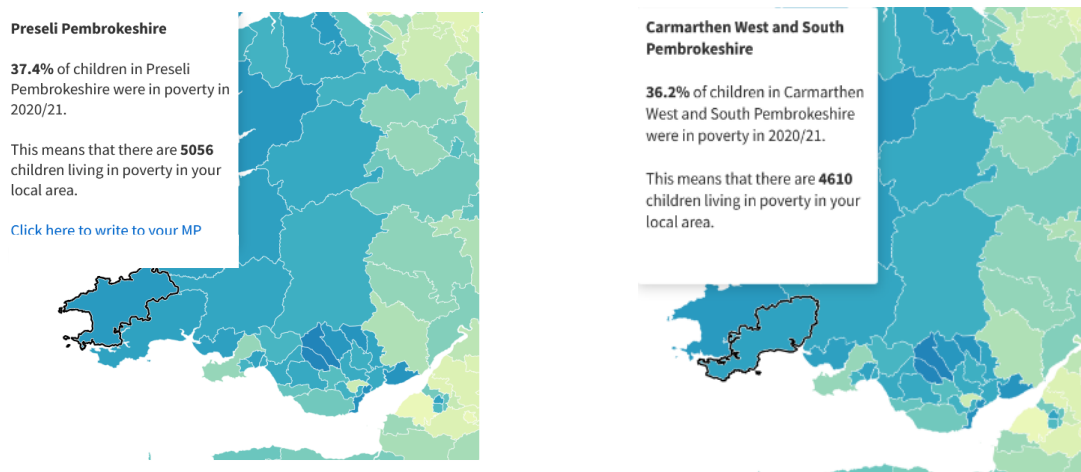 Preseli Pembrokeshire
37.4% of children in Preseli
Pembrokeshire were in poverty in
2020/21.
This means that there are 5056
children living in poverty in your
local area.
Click here to write to your MP
Carmarthen West and South
Pembrokeshire
36.2% of children in Carmarthen
West and South Pembrokeshire
were in poverty in 2020/21.
This means that there are 4610
children living in poverty in your
local area.